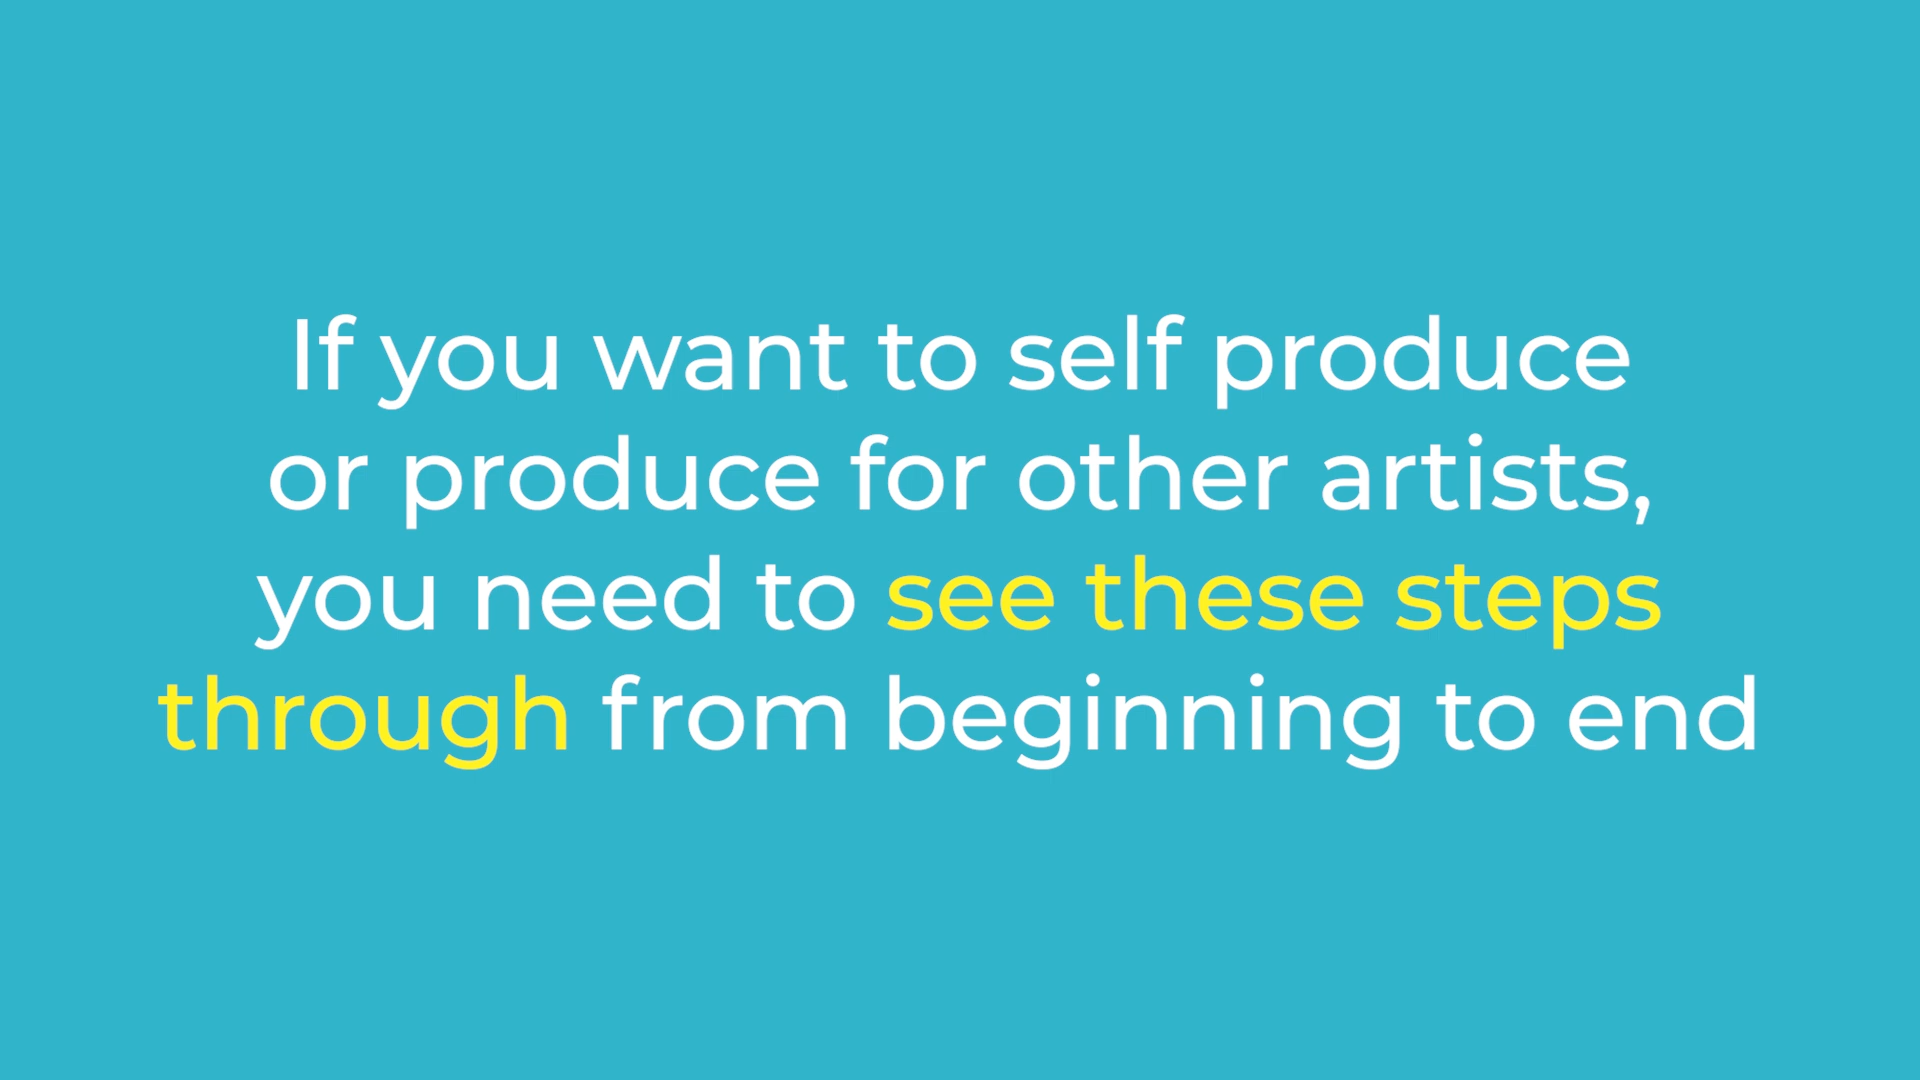 If you want to self produce
or produce for other artists,
you need to see these steps
through from beginning to end